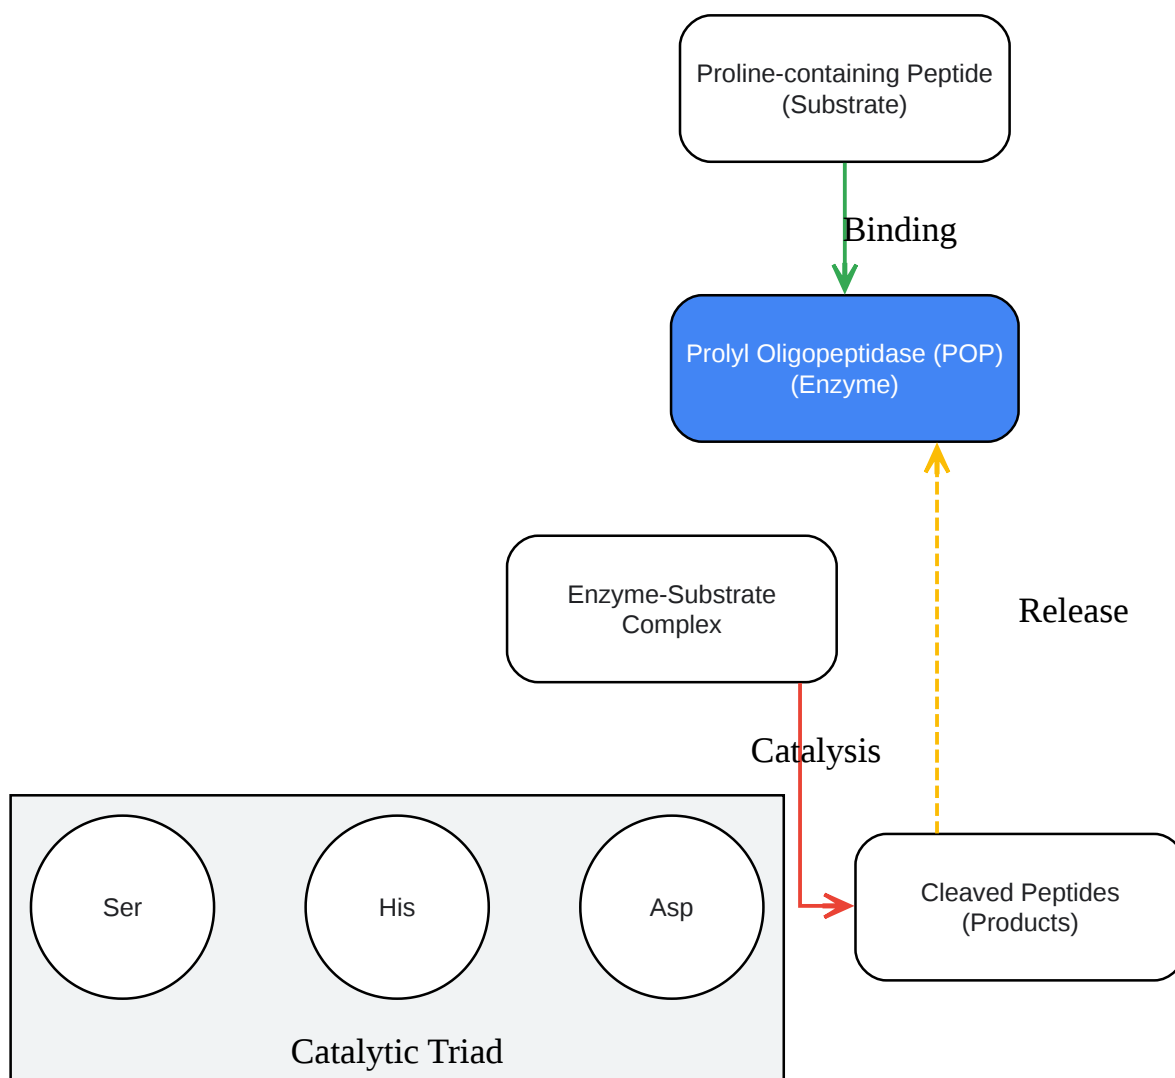 Proline-containing Peptide
(Substrate)
Binding
Prolyl Oligopeptidase (POP)
(Enzyme)
Enzyme-Substrate
Complex
Release
Catalysis
Ser
His
Asp
Cleaved Peptides
(Products)
Catalytic Triad